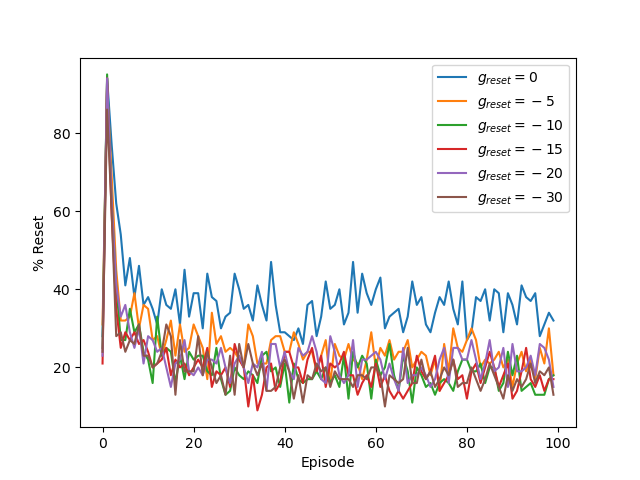 g_reset = 0
g_reset = −5
g_reset = −10
g_reset = −15
g_reset = −20
g_reset = −30
80
60
40
20
% Reset
0
20
40
60
80
100
Episode